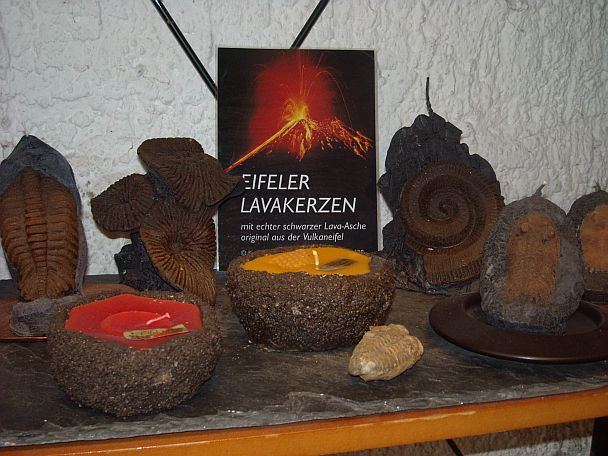 EIFELER
LAVAKERZEN
mit echter schwarzer Lava-Asche
original aus der Vulkaneifel